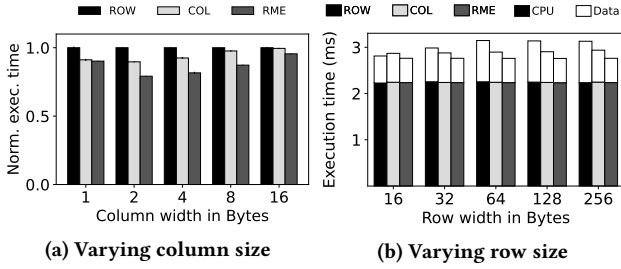 ROW COL RME
Norm. exec. time
1.0
0.5
0.0
1 2 4 8 16
Column width in Bytes
(a) Varying column size
ROW COL RME CPU Data
Execution time (ms)
3
2
1
16 32 64 128 256
Row width in Bytes
(b) Varying row size